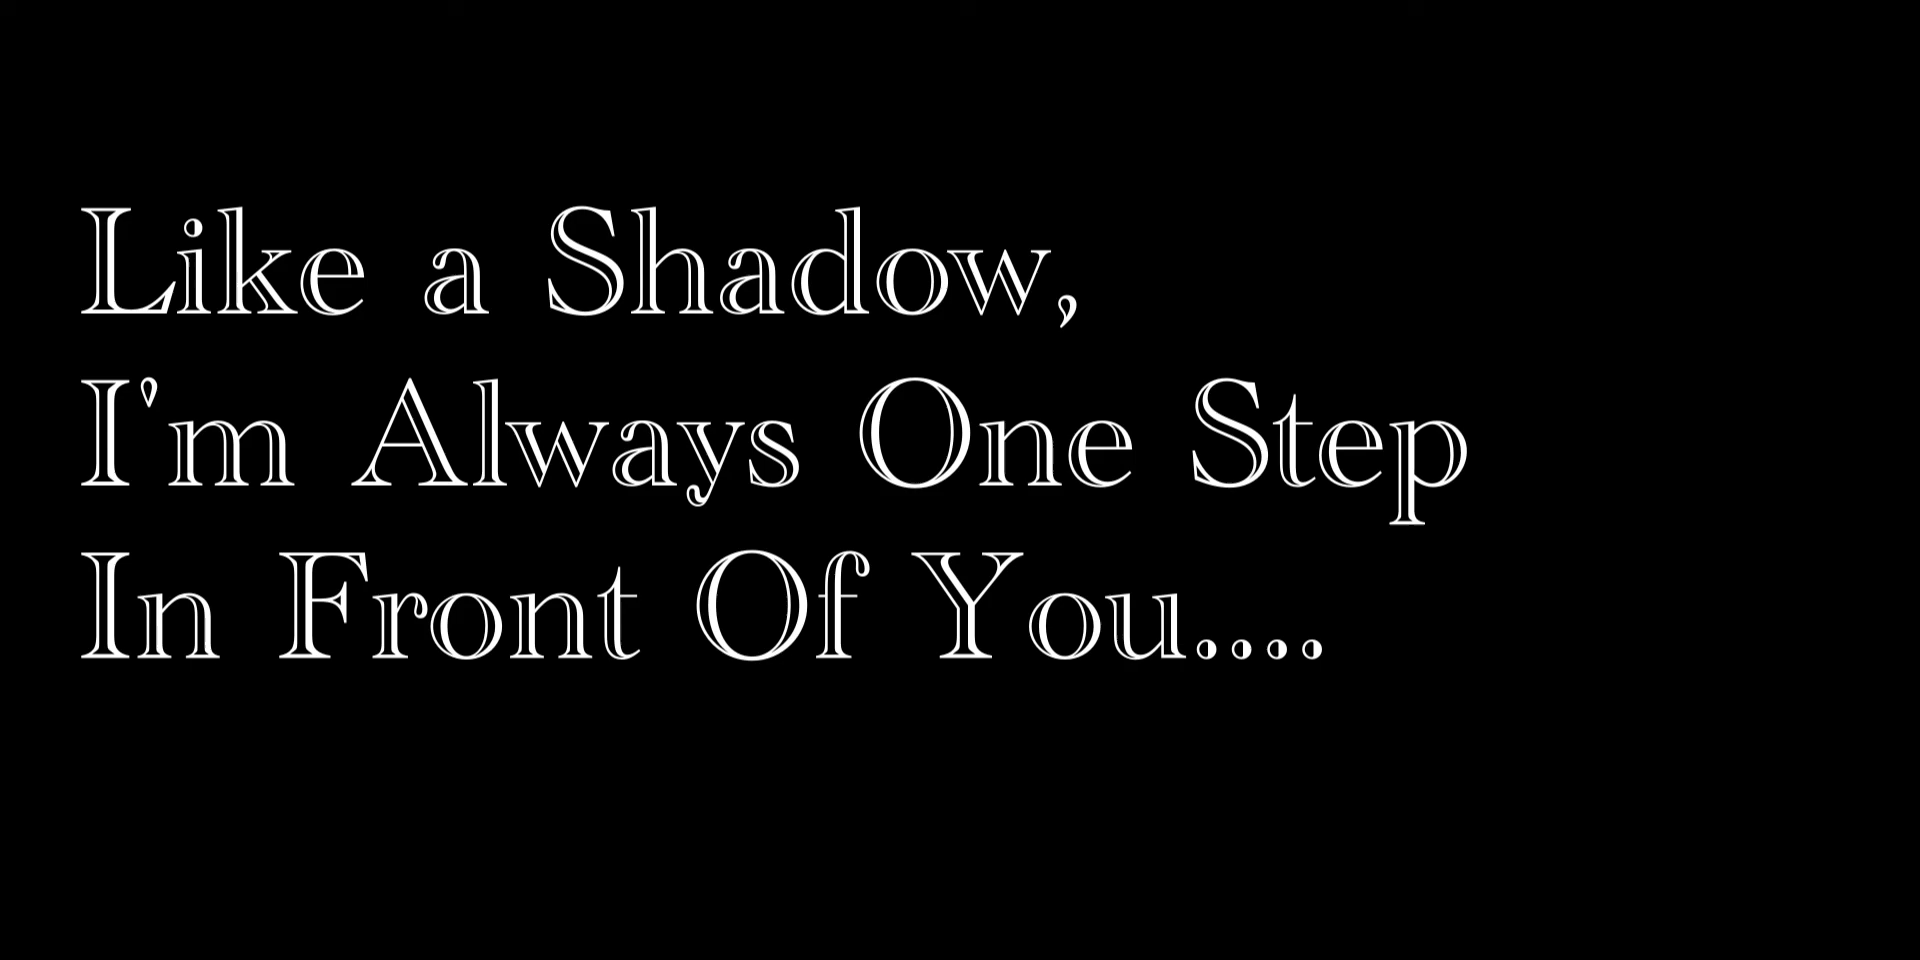 Like a Shadow,
I'm Always One Step
In Front Of You....